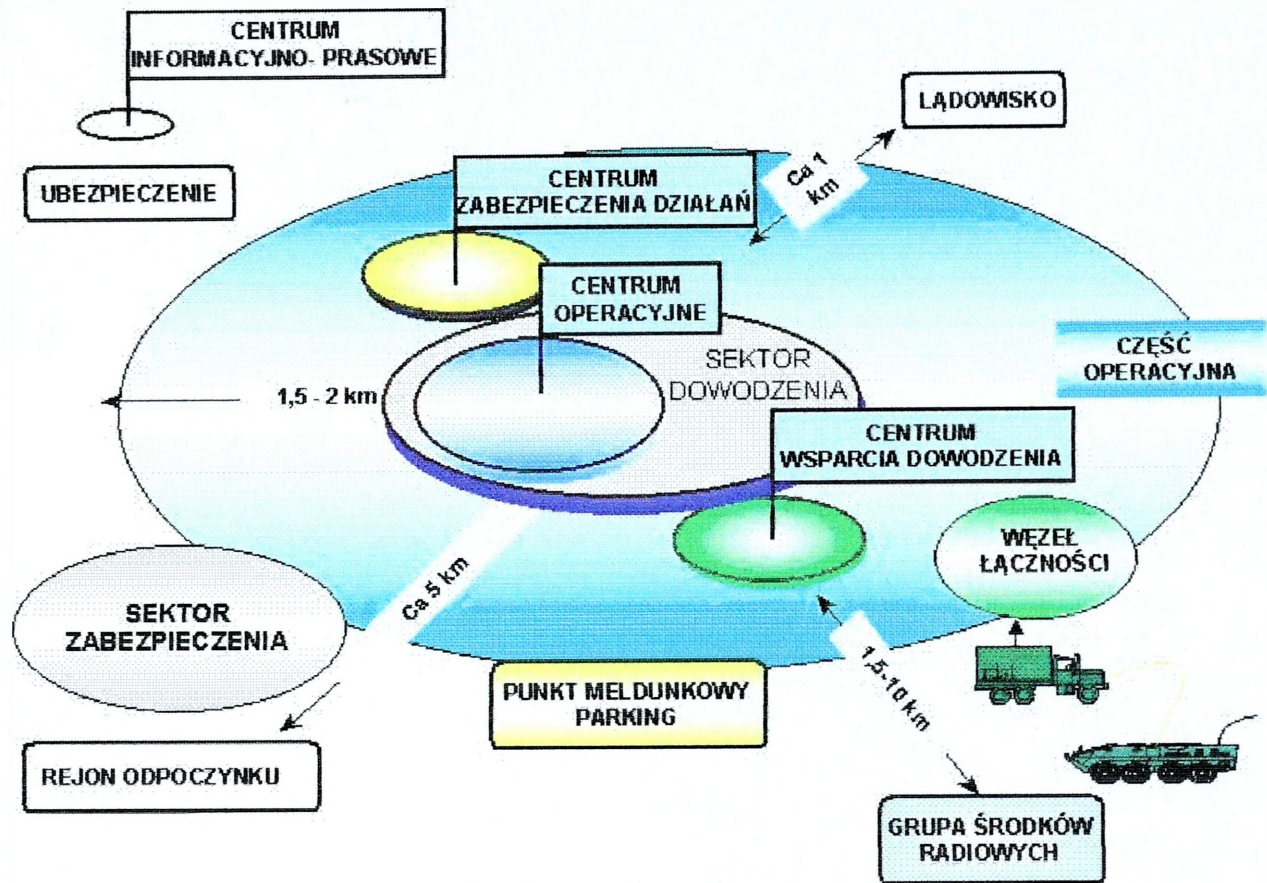 CENTRUM
INFORMACYJNO- PRASOWE
LĄDOWISKO
UBEZPIECZENIE
CENTRUM
ZABEZPIECZENIA DZIAŁAŃ
Ca 1
km
CENTRUM
OPERACYJNE
SEKTOR
DOWODZENIA
CZĘŚĆ
OPERACYJNA
1,5 - 2 km
CENTRUM
WSPARCIA DOWODZENIA
WĘZEŁ
ŁĄCZNOŚCI
Ca 5 km
SEKTOR
ZABEZPIECZENIA
1,5-10 km
PUNKT MELDUNKOWY
PARKING
REJON ODPOCZYNKU
GRUPA ŚRODKÓW
RADIOWYCH